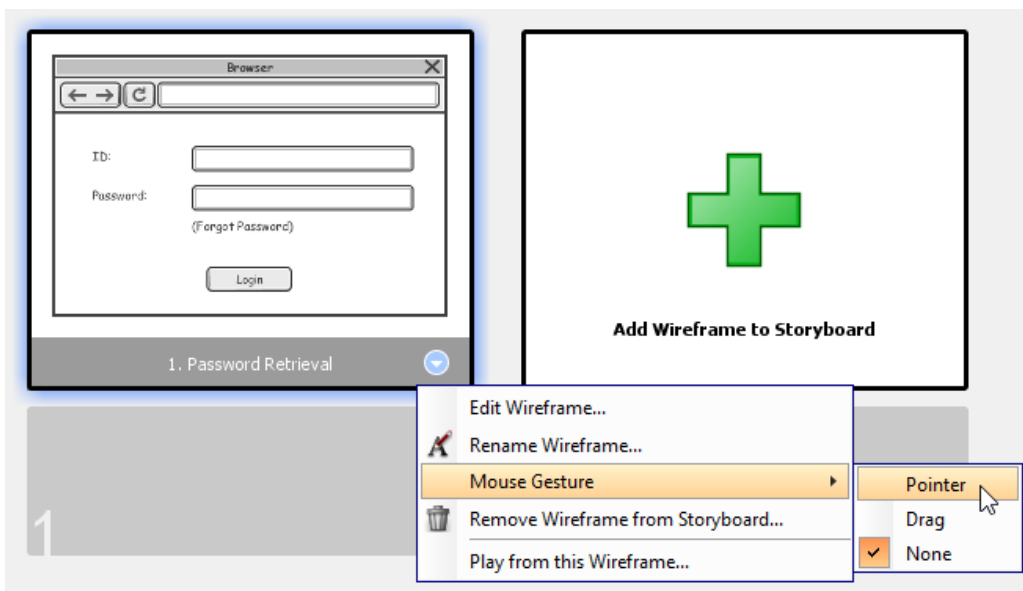 Browser
ID:
Password:
(Forgot Password)
Login
1. Password Retrieval
Add Wireframe to Storyboard
Edit Wireframe...
Rename Wireframe...
Mouse Gesture
Remove Wireframe from Storyboard...
Play from this Wireframe...
Pointer
Drag
None
1